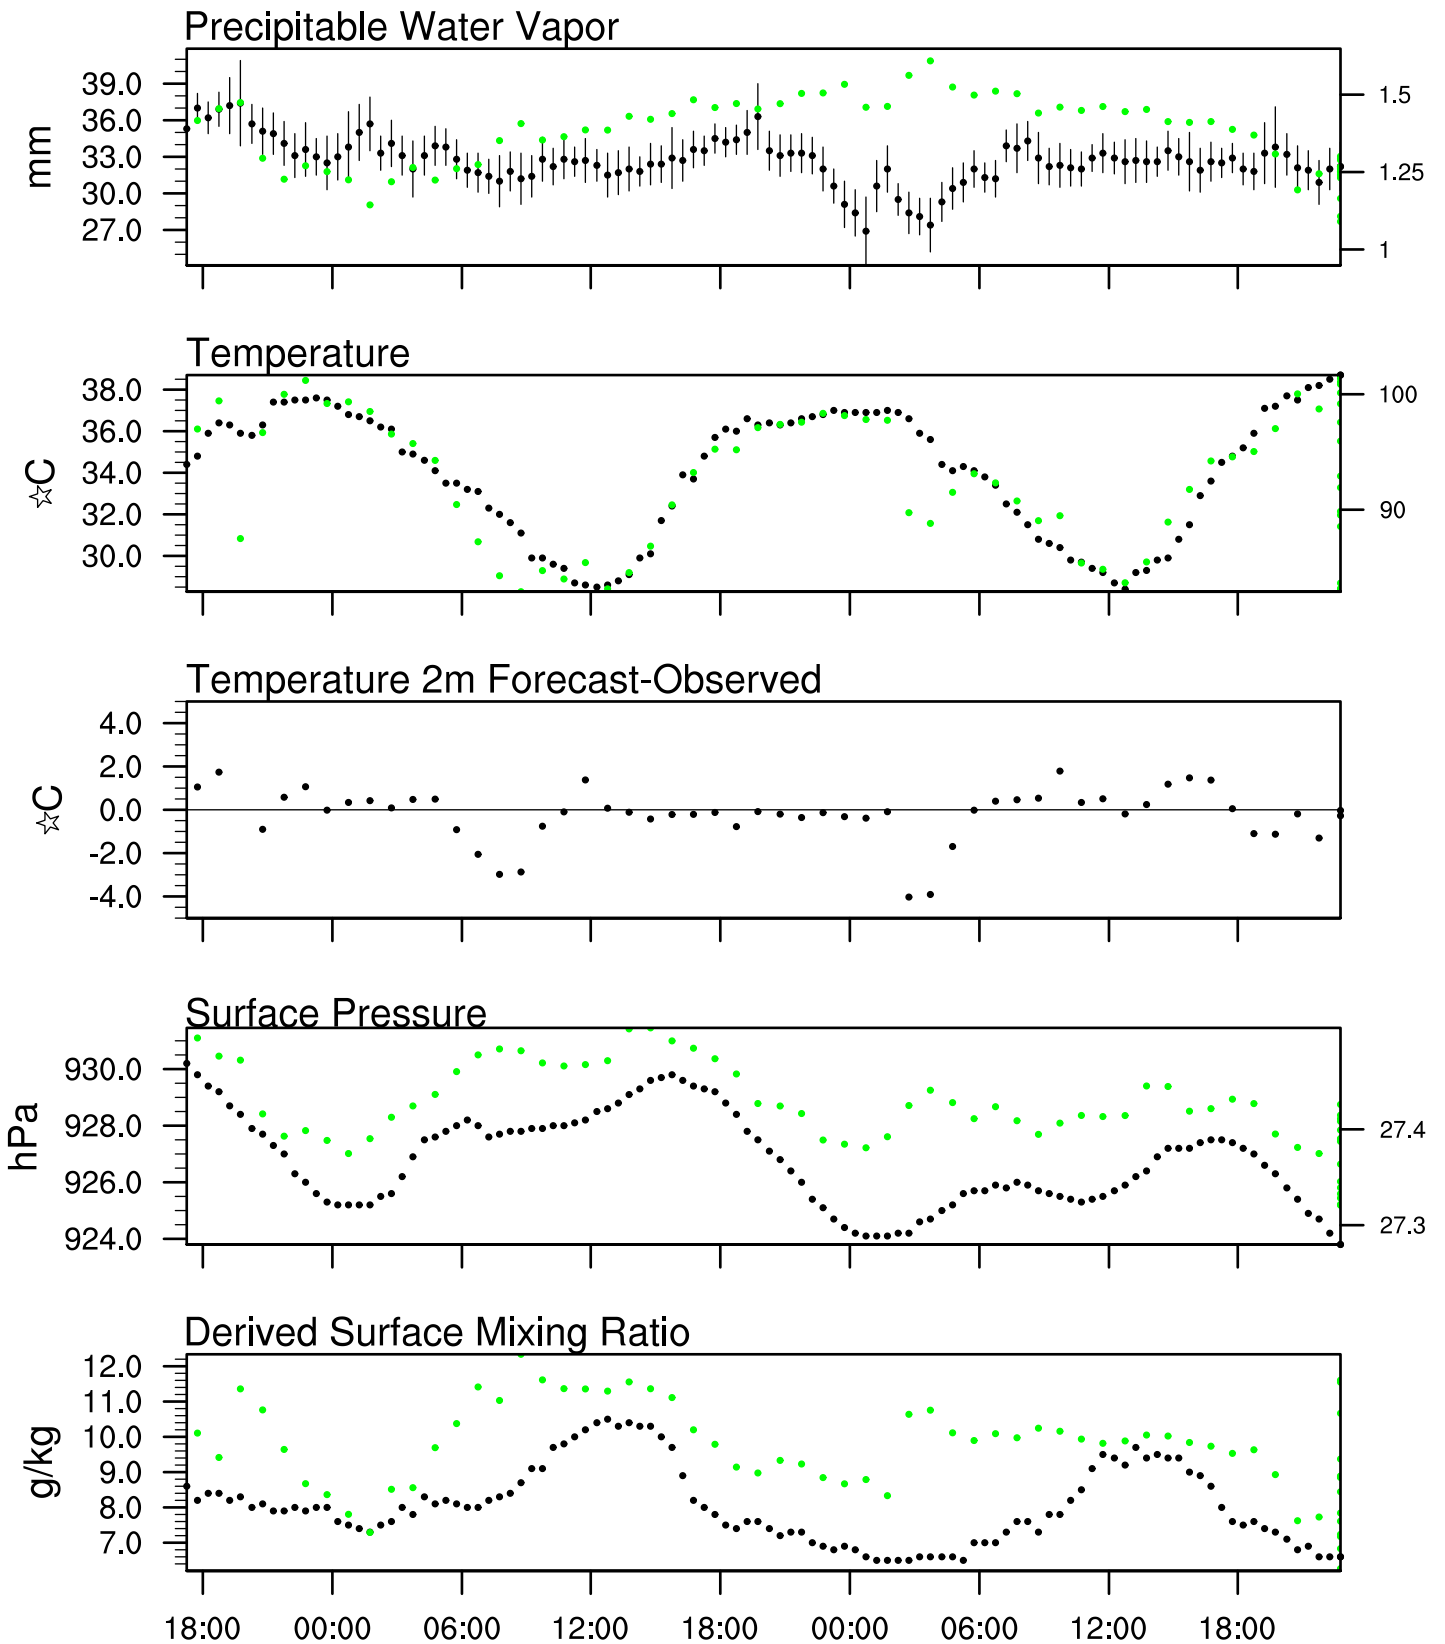 Precipitable Water Vapor
39.0
36.0
33.0
30.0
27.0
mm
1.5
1.25
1
Temperature
38.0
36.0
34.0
32.0
30.0
☆C
100
90
Temperature 2m Forecast-Observed
4.0
2.0
0.0
-2.0
-4.0
☆C
Surface Pressure
930.0
928.0
926.0
924.0
hPa
27.4
27.3
Derived Surface Mixing Ratio
12.0
11.0
10.0
9.0
8.0
7.0
g/kg
18:00 00:00 06:00 12:00 18:00 00:00 06:00 12:00 18:00